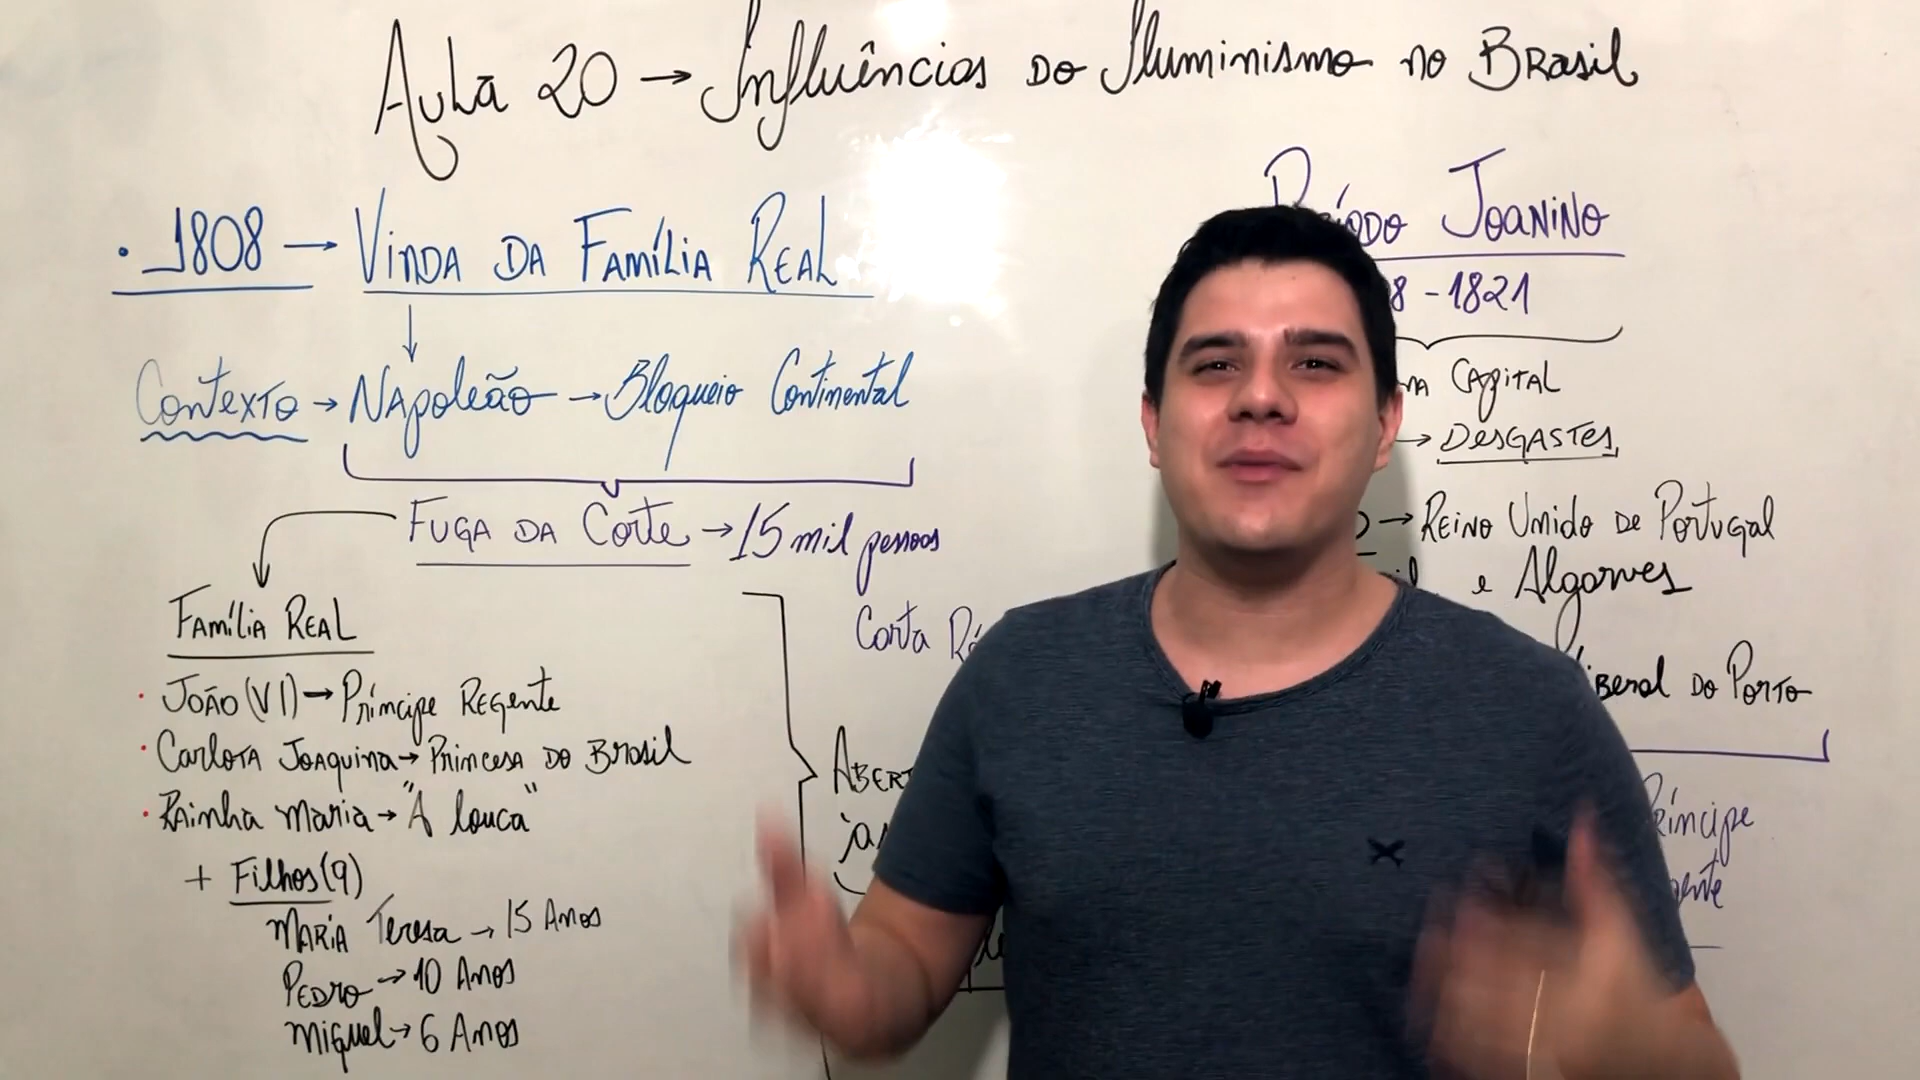 Aula 20 → Influências do Iluminismo no Brasil
• 1808 → Vinda da Família Real
Contexto → Napoleão → Bloqueio Continental
Fuga da Corte → 15 mil pessoas
Família Real
• João (VI) → Príncipe Regente
• Carlota Joaquina → Princesa do Brasil
• Rainha Maria → "A louca"
+ Filhos (9)
Maria Teresa → 15 Anos
Pedro → 10 Anos
Miguel → 6 Anos
Carta
Período Joanino
8 - 1821
Capital
→ Desgastes
→ Reino Unido de Portugal
e Algarves
do Porto